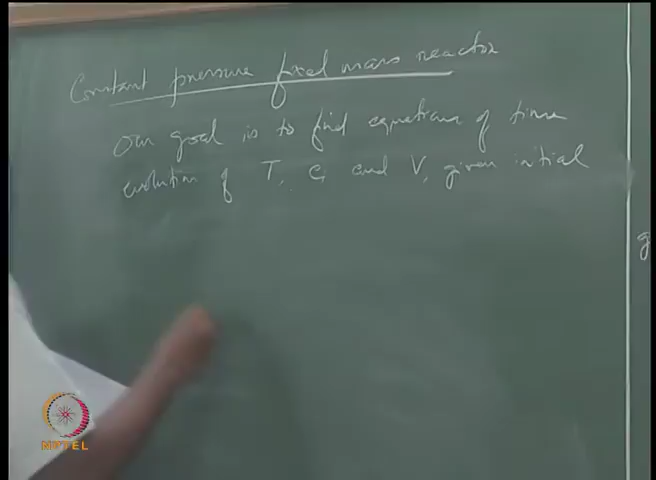 Constant pressure fixed mass reactor
Our goal is to find equations of time
evolution of T, Ci and V, given initial
g
NPTEL